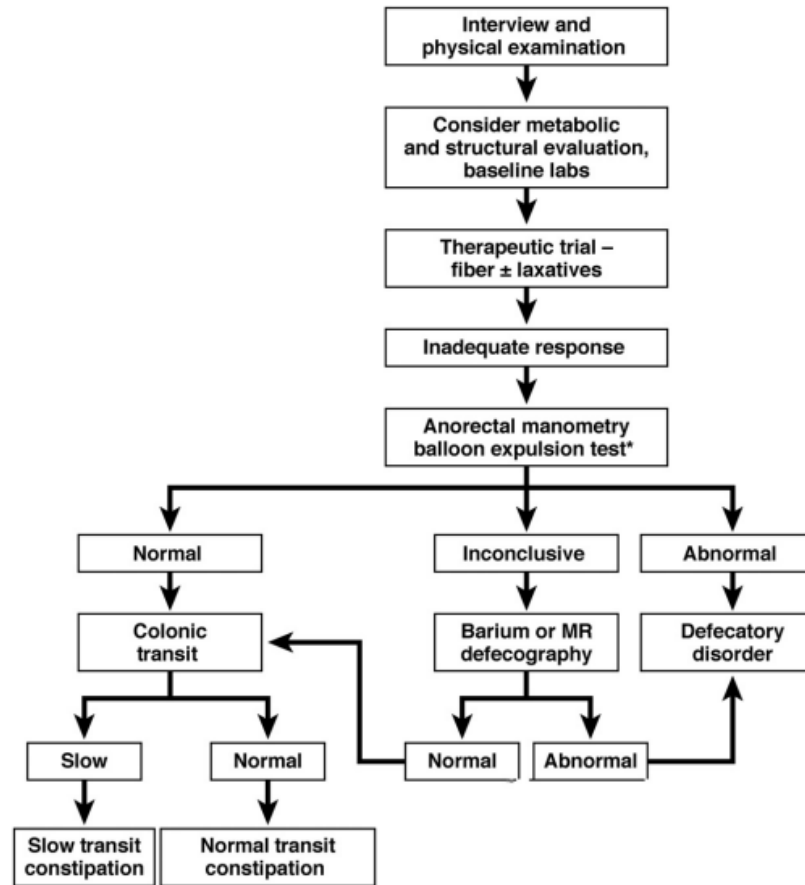 Interview and
physical examination
Consider metabolic
and structural evaluation,
baseline labs
Therapeutic trial –
fiber ± laxatives
Inadequate response
Anorectal manometry
balloon expulsion test*
Normal
Inconclusive
Abnormal
Colonic
transit
Barium or MR
defecography
Defecatory
disorder
Slow
Normal
Normal
Abnormal
Slow transit
constipation
Normal transit
constipation